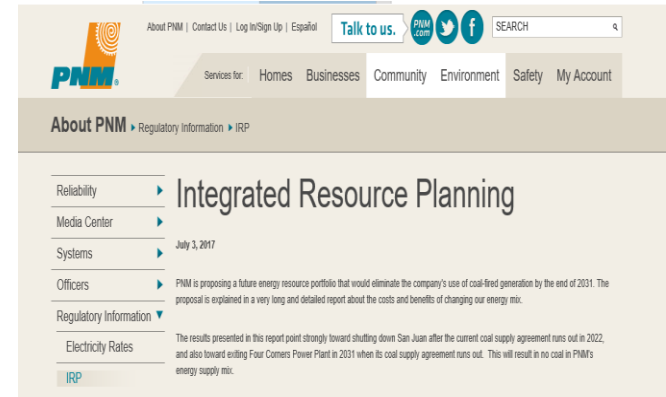 About PNM | Contact Us | Log In/Sign Up | Español
Talk to us.
PNM .com
f
SEARCH
PNM.
Services for: Homes Businesses Community Environment Safety My Account
About PNM ▸ Regulatory Information ▸ IRP
Reliability
Media Center
Systems
Officers
Regulatory Information
Electricity Rates
IRP
Integrated Resource Planning
July 3, 2017
PNM is proposing a future energy resource portfolio that would eliminate the company's use of coal-fired generation by the end of 2031. The
proposal is explained in a very long and detailed report about the costs and benefits of changing our energy mix.
The results presented in this report point strongly toward shutting down San Juan after the current coal supply agreement runs out in 2022,
and also toward exiting Four Corners Power Plant in 2031 when its coal supply agreement runs out. This will result in no coal in PNM's
energy supply mix.